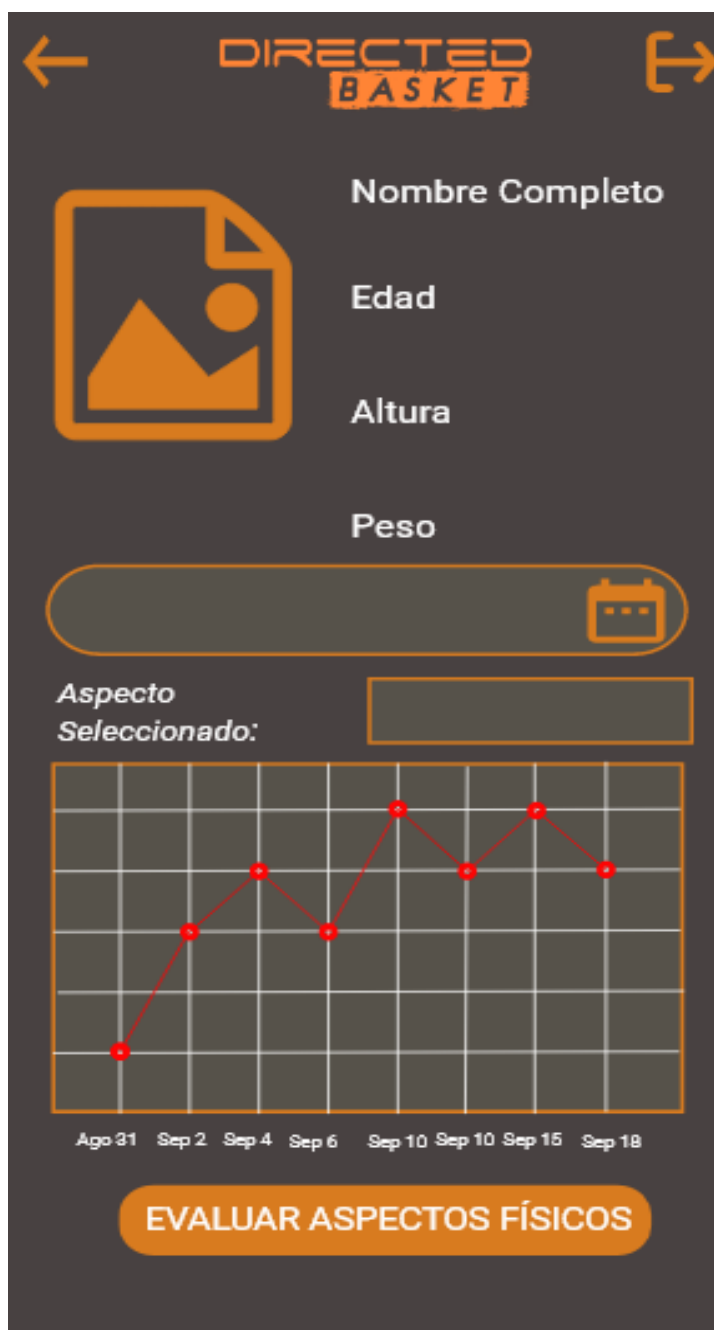 DIRECTED
BASKET
Nombre Completo
Edad
Altura
Peso
Aspecto
Seleccionado:
Ago 31 Sep 2 Sep 4 Sep 6 Sep 10 Sep 10 Sep 15 Sep 18
EVALUAR ASPECTOS FÍSICOS